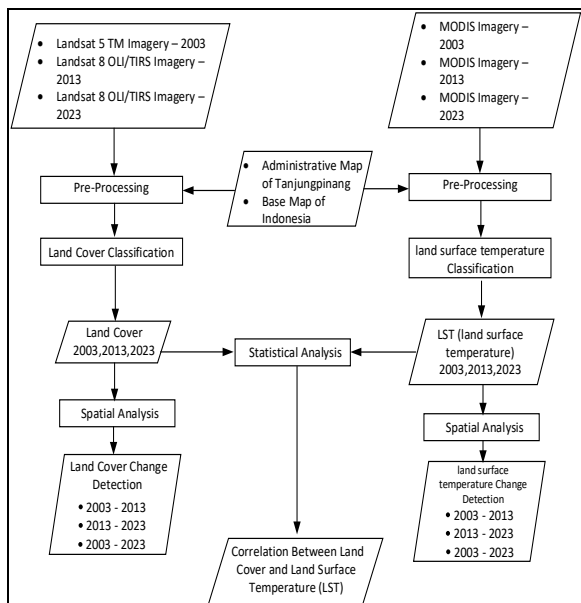 • Landsat 5 TM Imagery – 2003
• Landsat 8 OLI/TIRS Imagery –
2013
• Landsat 8 OLI/TIRS Imagery –
2023
• MODIS Imagery –
2003
• MODIS Imagery –
2013
• MODIS Imagery –
2023
• Administrative Map
of Tanjungpinang
• Base Map of
Indonesia
Pre-Processing
Pre-Processing
Land Cover Classification
land surface temperature
Classification
Land Cover
2003,2013,2023
Statistical Analysis
LST (land surface
temperature)
2003,2013,2023
Spatial Analysis
Spatial Analysis
Land Cover Change
Detection
• 2003 - 2013
• 2013 - 2023
• 2003 - 2023
land surface
temperature Change
Detection
• 2003 - 2013
• 2013 - 2023
• 2003 - 2023
Correlation Between Land
Cover and Land Surface
Temperature (LST)